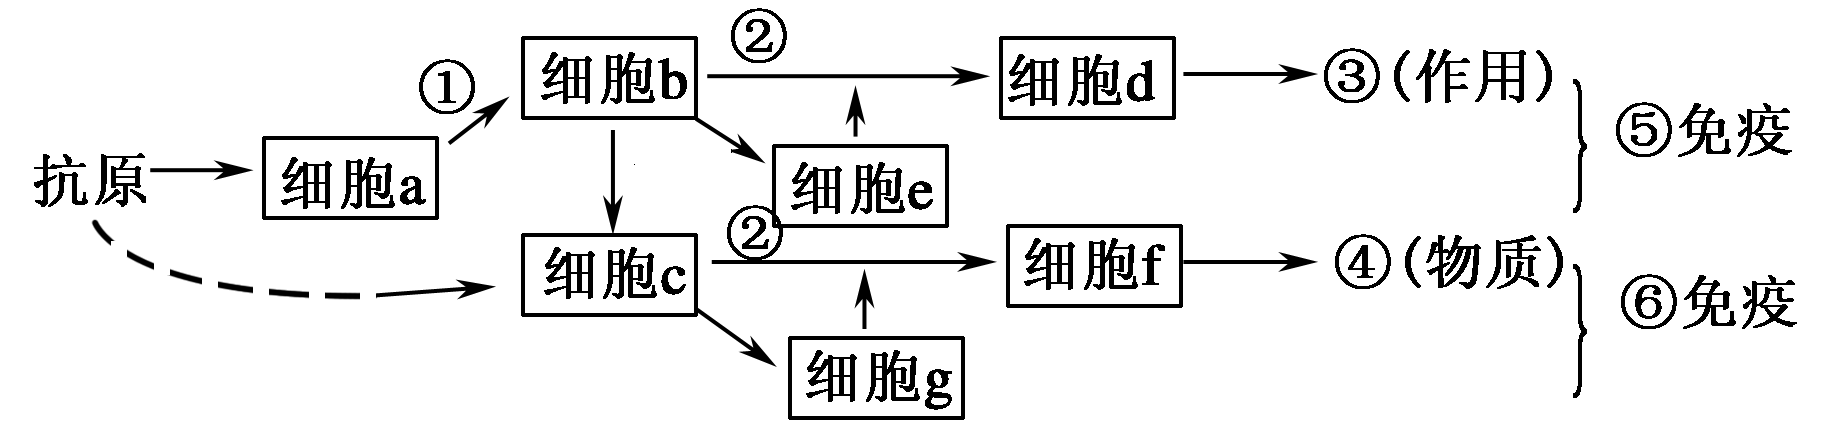 ②
细胞b
细胞d
③(作用)
①
⑤免疫
抗原
细胞a
细胞e
②
细胞c
细胞f
④(物质)
⑥免疫
细胞g